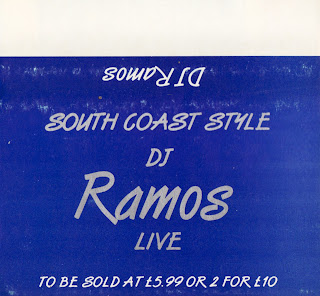 DJ Ramos
SOUTH COAST STYLE
DJ
Ramos
LIVE
TO BE SOLD AT £5.99 OR 2 FOR £10